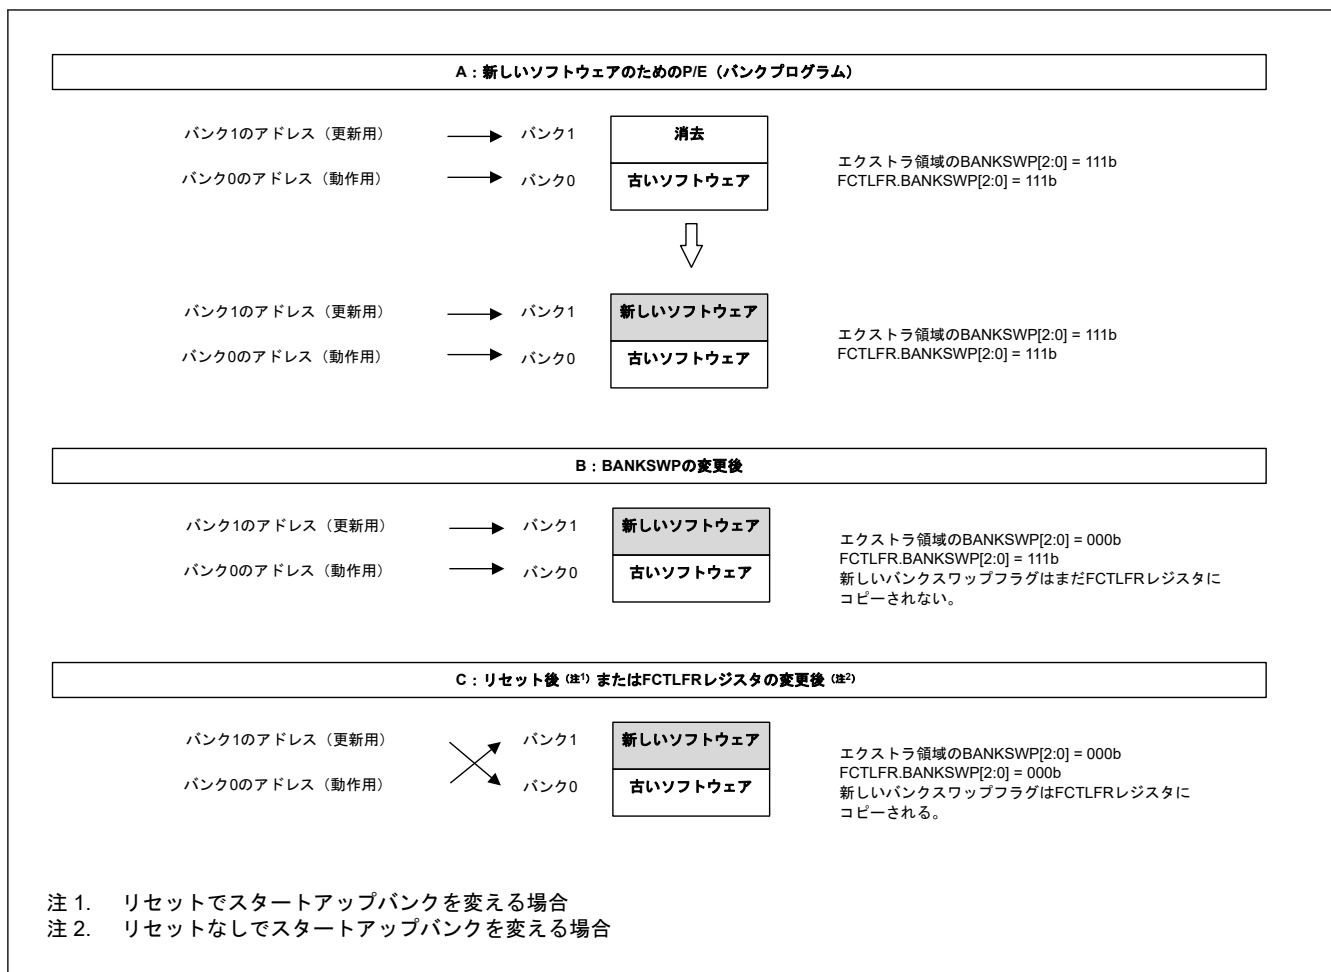 A：新しいソフトウェアのためのP/E（バンクプログラム）
バンク1のアドレス（更新用） バンク1 消去
バンク0のアドレス（動作用） バンク0 古いソフトウェア
エクストラ領域のBANKSWP[2:0] = 111b
FCTLFR.BANKSWP[2:0] = 111b
バンク1のアドレス（更新用） バンク1 新しいソフトウェア
バンク0のアドレス（動作用） バンク0 古いソフトウェア
エクストラ領域のBANKSWP[2:0] = 111b
FCTLFR.BANKSWP[2:0] = 111b
B：BANKSWPの変更後
バンク1のアドレス（更新用） バンク1 新しいソフトウェア
バンク0のアドレス（動作用） バンク0 古いソフトウェア
エクストラ領域のBANKSWP[2:0] = 000b
FCTLFR.BANKSWP[2:0] = 111b
新しいバンクスワップフラグはまだFCTLFRレジスタに
コピーされない。
C：リセット後（注1）またはFCTLFRレジスタの変更後（注2）
バンク1のアドレス（更新用） バンク1 新しいソフトウェア
バンク0のアドレス（動作用） バンク0 古いソフトウェア
エクストラ領域のBANKSWP[2:0] = 000b
FCTLFR.BANKSWP[2:0] = 000b
新しいバンクスワップフラグはFCTLFRレジスタに
コピーされる。
注 1. リセットでスタートアップバンクを変える場合
注 2. リセットなしでスタートアップバンクを変える場合